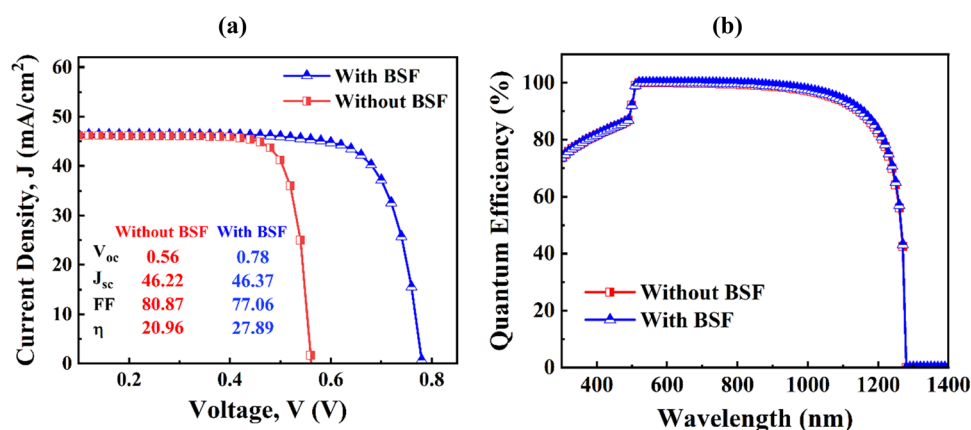 (a)
60
50
40
30
20
10
0
Current Density, J (mA/cm²)
With BSF
Without BSF
Without BSF With BSF
Voc 0.56 0.78
Jsc 46.22 46.37
FF 80.87 77.06
η 20.96 27.89
0.2 0.4 0.6 0.8
Voltage, V (V)
(b)
100
80
60
40
20
0
Quantum Efficiency (%)
Without BSF
With BSF
400 600 800 1000 1200 1400
Wavelength (nm)